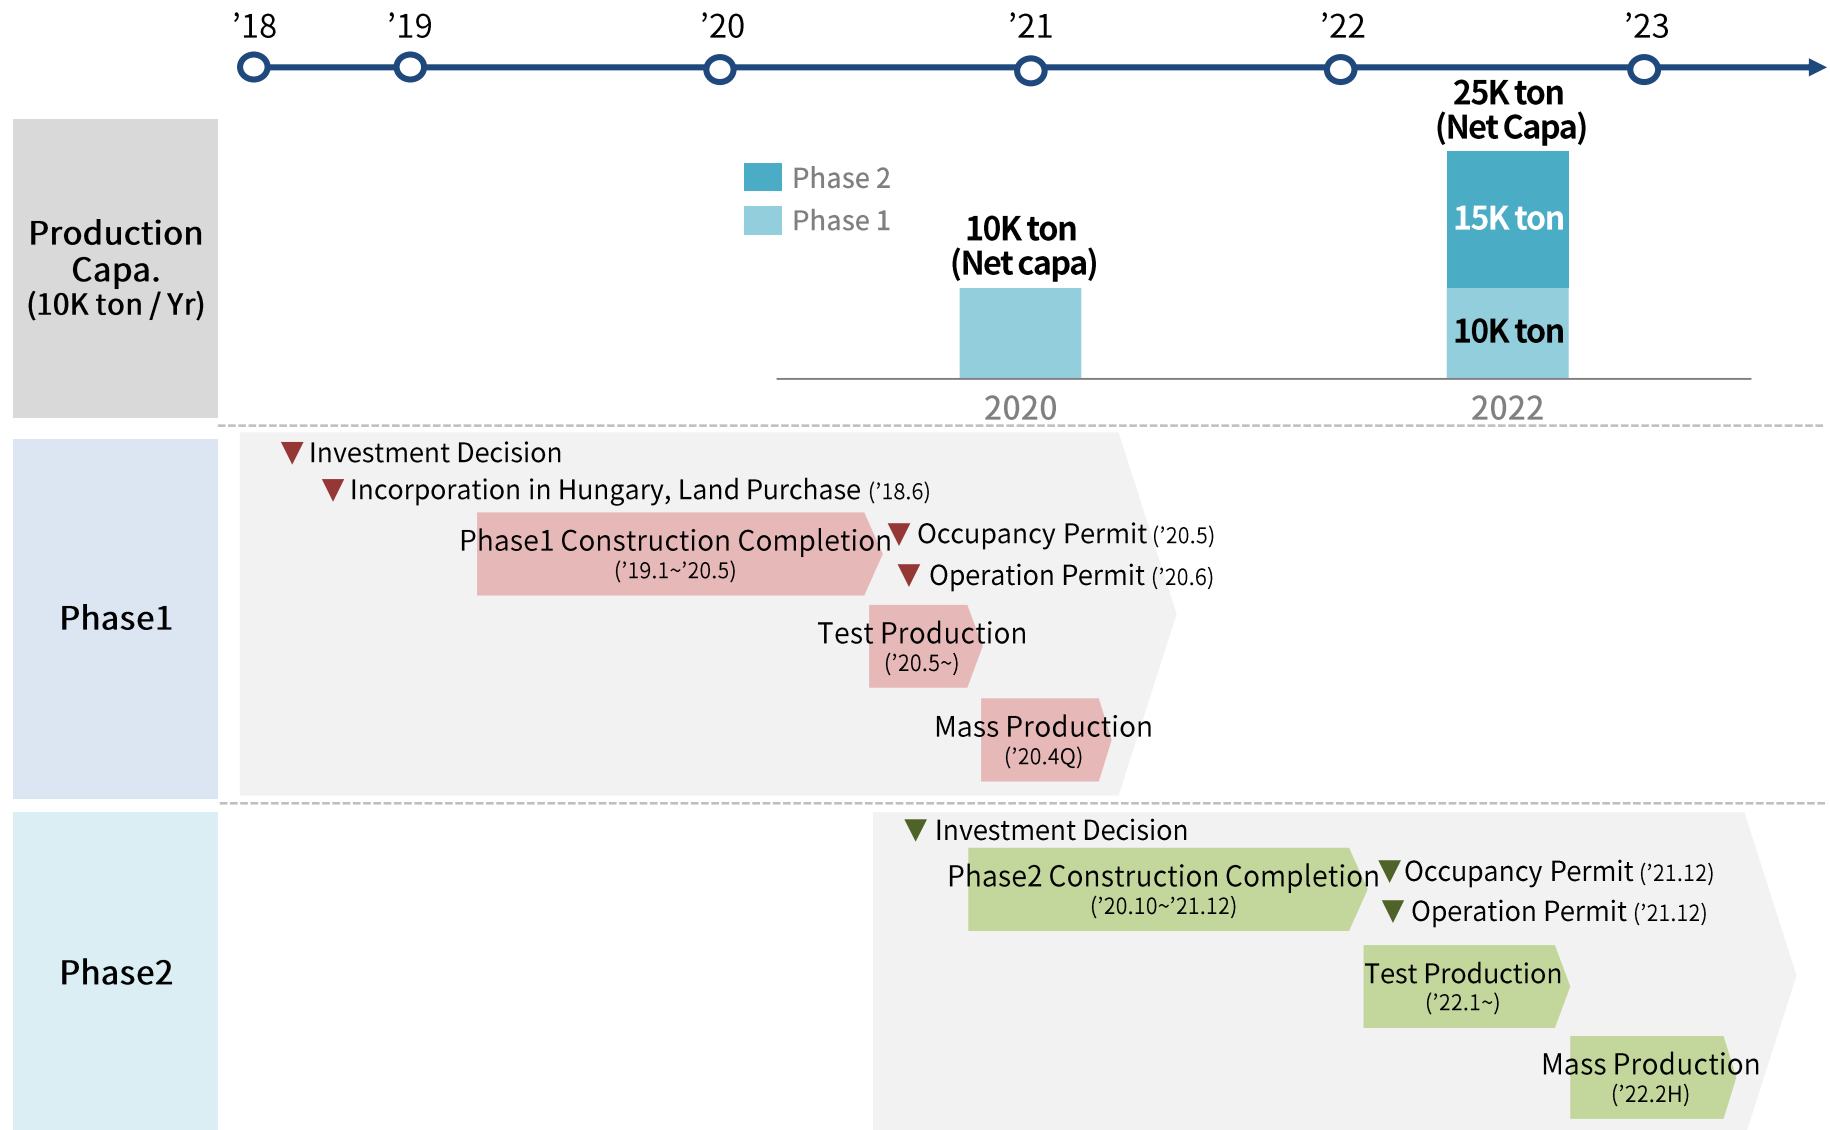 ’18
’19
’20
’21
’22
’23
Production
Capa.
(10K ton / Yr)
Phase 2
Phase 1
10K ton
(Net capa)
25K ton
(Net Capa)
15K ton
10K ton
2020
2022
Phase1
Investment Decision
Incorporation in Hungary, Land Purchase (’18.6)
Phase1 Construction Completion
(’19.1~’20.5)
Occupancy Permit (’20.5)
Operation Permit (’20.6)
Test Production
(’20.5~)
Mass Production
(’20.4Q)
Phase2
Investment Decision
Phase2 Construction Completion
(’20.10~’21.12)
Occupancy Permit (’21.12)
Operation Permit (’21.12)
Test Production
(’22.1~)
Mass Production
(’22.2H)